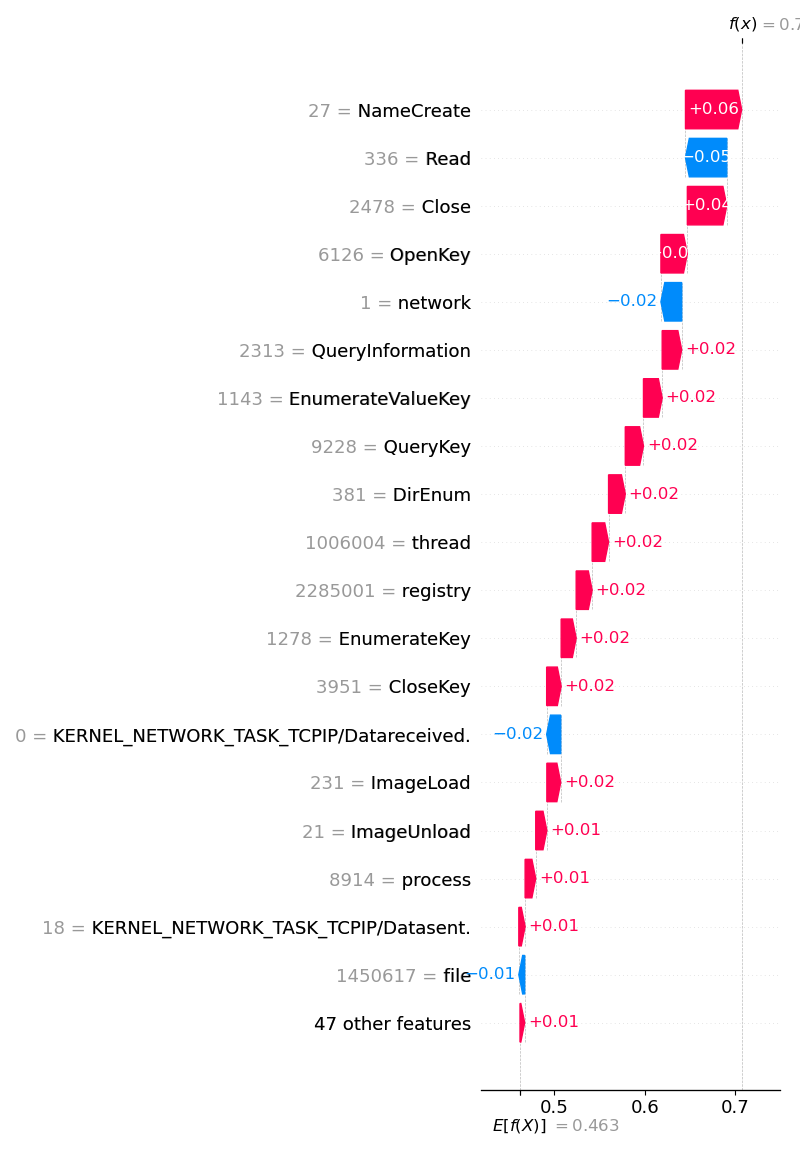 f(x) = 0.7
27 = NameCreate +0.06
336 = Read −0.05
2478 = Close +0.04
6126 = OpenKey
1 = network −0.02
2313 = QueryInformation +0.02
1143 = EnumerateValueKey +0.02
9228 = QueryKey +0.02
381 = DirEnum +0.02
1006004 = thread +0.02
2285001 = registry +0.02
1278 = EnumerateKey +0.02
3951 = CloseKey +0.02
0 = KERNEL_NETWORK_TASK_TCPIP/Datareceived. −0.02
231 = ImageLoad +0.02
21 = ImageUnload +0.01
8914 = process +0.01
18 = KERNEL_NETWORK_TASK_TCPIP/Datasent. +0.01
1450617 = file −0.01
47 other features +0.01
0.5 0.6 0.7
E[f(X)] = 0.463